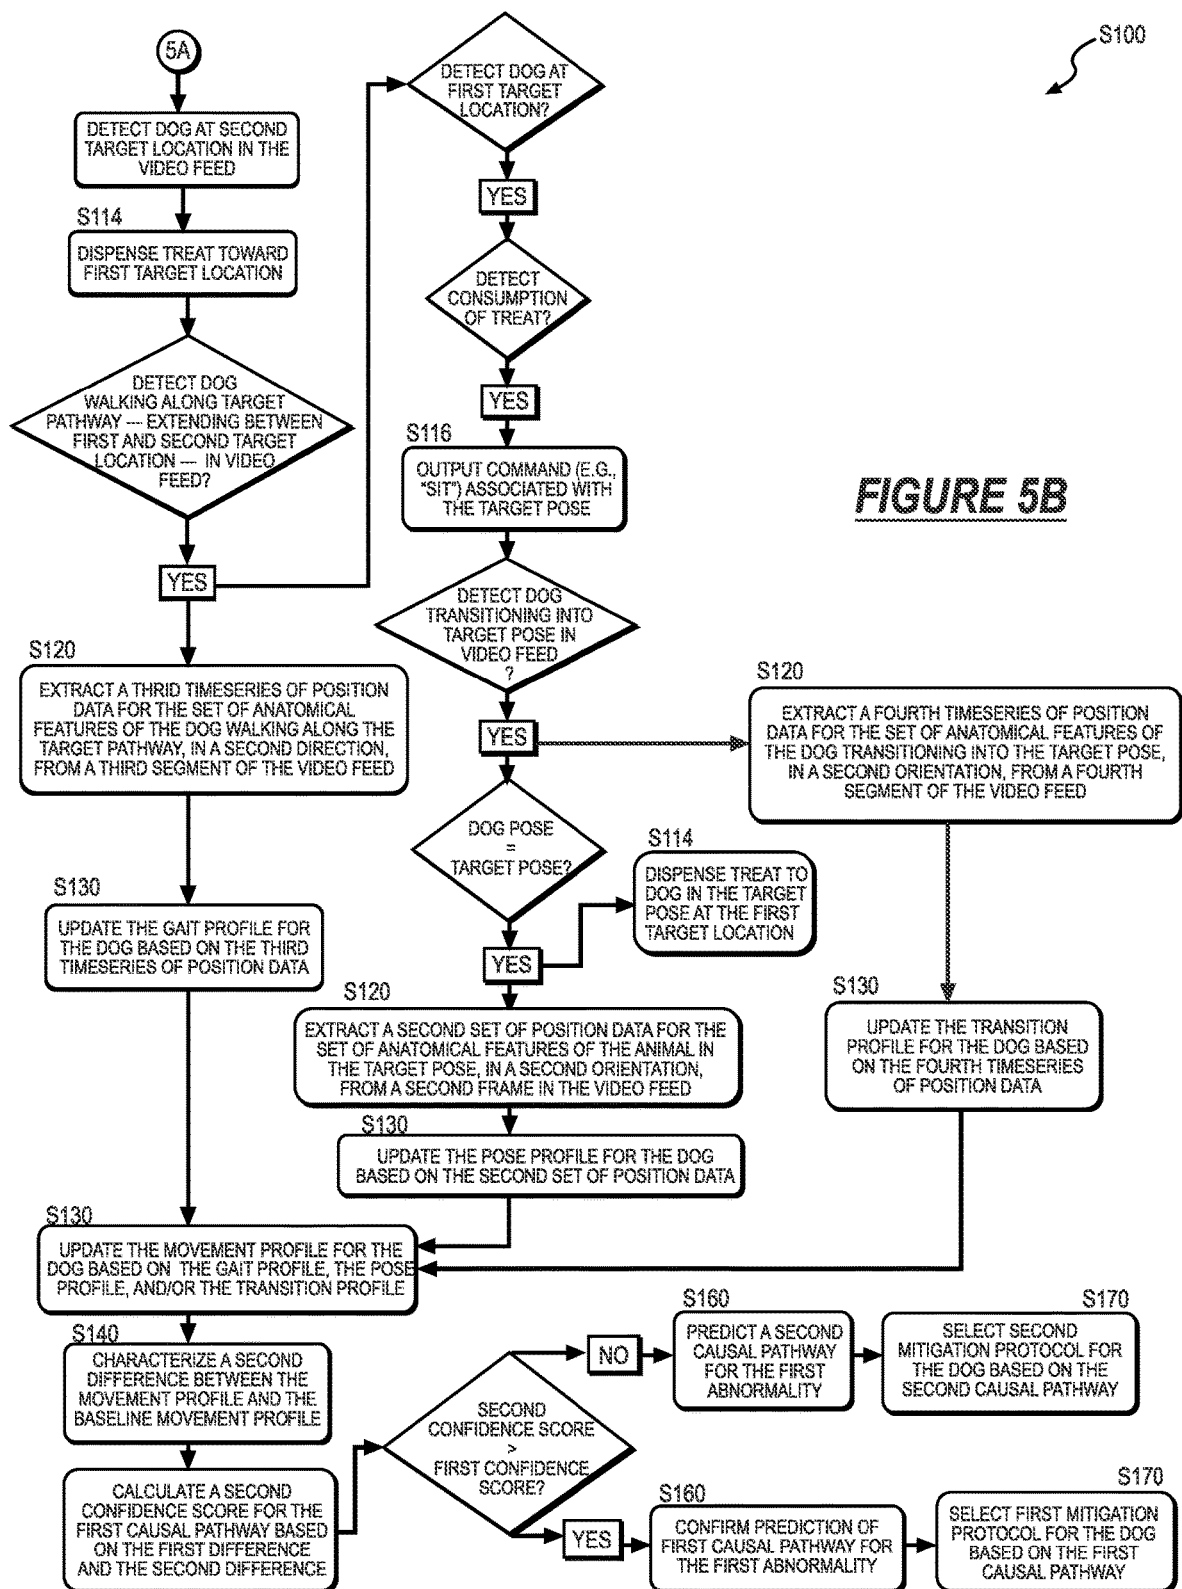 5A
DETECT DOG AT SECOND
TARGET LOCATION IN THE
VIDEO FEED
S114
DISPENSE TREAT TOWARD
FIRST TARGET LOCATION
DETECT DOG
WALKING ALONG TARGET
PATHWAY — EXTENDING BETWEEN
FIRST AND SECOND TARGET
LOCATION — IN VIDEO
FEED?
YES
S120
EXTRACT A THRID TIMESERIES OF POSITION
DATA FOR THE SET OF ANATOMICAL
FEATURES OF THE DOG WALKING ALONG THE
TARGET PATHWAY, IN A SECOND DIRECTION,
FROM A THIRD SEGMENT OF THE VIDEO FEED
S130
UPDATE THE GAIT PROFILE FOR
THE DOG BASED ON THE THIRD
TIMESERIES OF POSITION DATA
DETECT DOG AT
FIRST TARGET
LOCATION?
YES
DETECT
CONSUMPTION
OF TREAT?
YES
S116
OUTPUT COMMAND (E.G.,
"SIT") ASSOCIATED WITH
THE TARGET POSE
DETECT DOG
TRANSITIONING INTO
TARGET POSE IN
VIDEO FEED
?
YES
DOG POSE
=
TARGET POSE?
YES
S114
DISPENSE TREAT TO
DOG IN THE TARGET
POSE AT THE FIRST
TARGET LOCATION
S120
EXTRACT A SECOND SET OF POSITION DATA FOR THE
SET OF ANATOMICAL FEATURES OF THE ANIMAL IN
THE TARGET POSE, IN A SECOND ORIENTATION,
FROM A SECOND FRAME IN THE VIDEO FEED
S130
UPDATE THE POSE PROFILE FOR THE DOG
BASED ON THE SECOND SET OF POSITION DATA
S100
FIGURE 5B
S120
EXTRACT A FOURTH TIMESERIES OF POSITION
DATA FOR THE SET OF ANATOMICAL FEATURES OF
THE DOG TRANSITIONING INTO THE TARGET POSE,
IN A SECOND ORIENTATION, FROM A FOURTH
SEGMENT OF THE VIDEO FEED
S130
UPDATE THE TRANSITION
PROFILE FOR THE DOG BASED
ON THE FOURTH TIMESERIES
OF POSITION DATA
S130
UPDATE THE MOVEMENT PROFILE FOR THE
DOG BASED ON THE GAIT PROFILE, THE POSE
PROFILE, AND/OR THE TRANSITION PROFILE
S140
CHARACTERIZE A SECOND
DIFFERENCE BETWEEN THE
MOVEMENT PROFILE AND THE
BASELINE MOVEMENT PROFILE
CALCULATE A SECOND
CONFIDENCE SCORE FOR THE
FIRST CAUSAL PATHWAY BASED
ON THE FIRST DIFFERENCE
AND THE SECOND DIFFERENCE
SECOND
CONFIDENCE SCORE
>
FIRST CONFIDENCE
SCORE?
NO
S160
PREDICT A SECOND
CAUSAL PATHWAY
FOR THE FIRST
ABNORMALITY
S170
SELECT SECOND
MITIGATION PROTOCOL FOR
THE DOG BASED ON THE
SECOND CAUSAL PATHWAY
YES
S160
CONFIRM PREDICTION OF
FIRST CAUSAL PATHWAY FOR
THE FIRST ABNORMALITY
S170
SELECT FIRST MITIGATION
PROTOCOL FOR THE DOG
BASED ON THE FIRST
CAUSAL PATHWAY